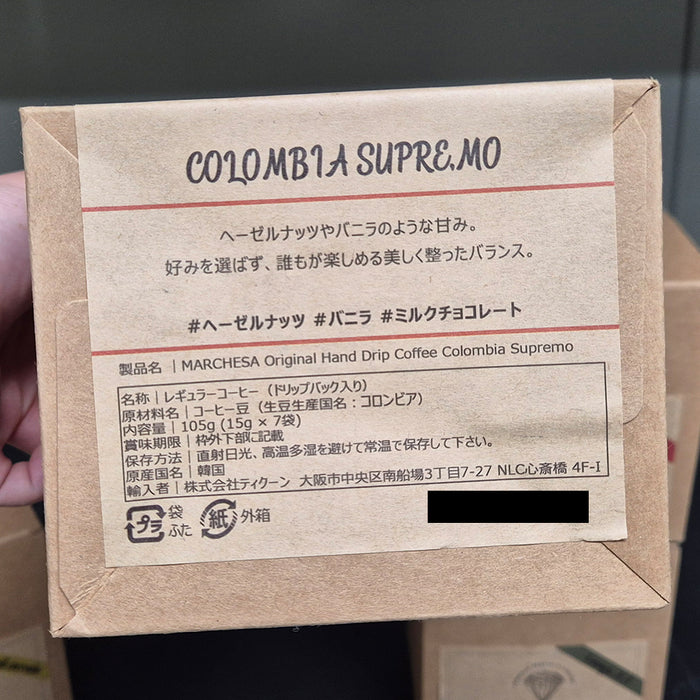 COLOMBIA SUPREMO
ヘーゼルナッツやバニラのような甘み。
好みを選ばず、誰もが楽しめる美しく整ったバランス。
#ヘーゼルナッツ #バニラ #ミルクチョコレート
製品名 | MARCHESA Original Hand Drip Coffee Colombia Supremo
名称 | レギュラーコーヒー（ドリップバック入り）
原材料名 | コーヒー豆（生豆生産国名：コロンビア）
内容量 | 105g (15g × 7袋)
賞味期限 | 枠外下部に記載
保存方法 | 直射日光、高温多湿を避けて常温で保存して下さい。
原産国名 | 韓国
輸入者 | 株式会社ティクーン 大阪市中央区南船場3丁目7-27 NLC心斎橋 4F-I
プラ 袋 ふた 紙 外箱